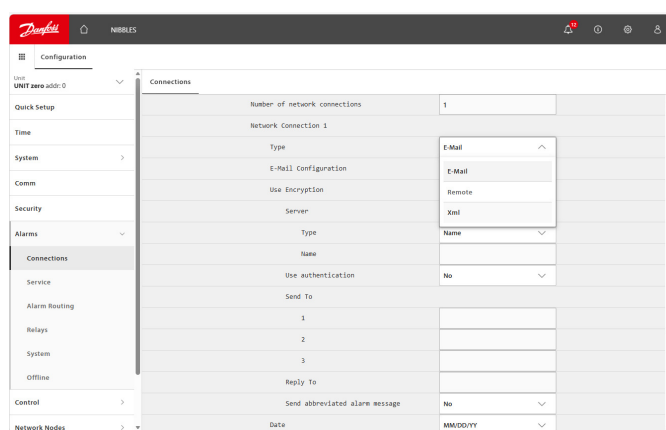 Danfoss NIBBLES 12
Configuration
Unit
UNIT zero addr: 0
Quick Setup
Time
System
Comm
Security
Alarms
Connections
Service
Alarm Routing
Relays
System
Offline
Control
Network Nodes
Connections
Number of network connections 1
Network Connection 1
Type E-Mail
E-Mail Configuration E-Mail
Use Encryption Remote
Server Xml
Type Name
Name
Use authentication No
Send To
1
2
3
Reply To
Send abbreviated alarm message No
Date MM/DD/YY